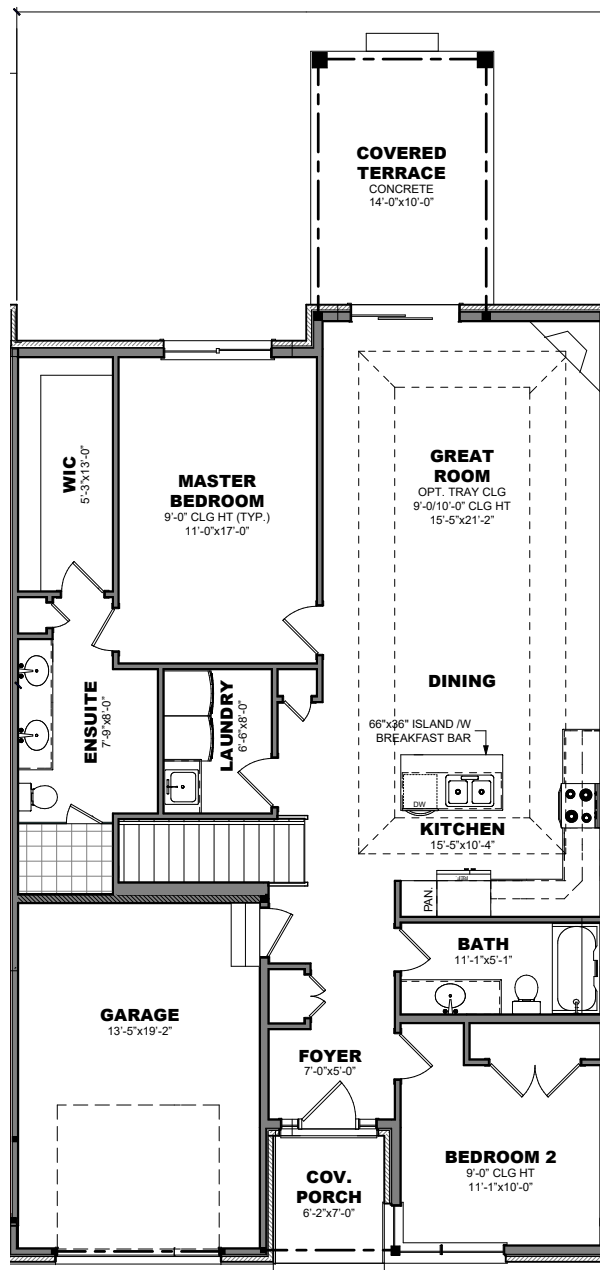 COVERED
TERRACE
CONCRETE
14'-0"x10'-0"
WIC
5'-3"x13'-0"
MASTER
BEDROOM
9'-0" CLG HT (TYP.)
11'-0"x17'-0"
GREAT
ROOM
OPT. TRAY CLG
9'-0/10'-0" CLG HT
15'-5"x21'-2"
ENSUITE
7'-9"x8'-0"
LAUNDRY
6'-6"x8'-0"
DINING
66"x36" ISLAND /W
BREAKFAST BAR
DW
KITCHEN
15'-5"x10'-4"
REF
PAN.
BATH
11'-1"x5'-1"
GARAGE
13'-5"x19'-2"
FOYER
7'-0"x5'-0"
COV.
PORCH
6'-2"x7'-0"
BEDROOM 2
9'-0" CLG HT
11'-1"x10'-0"